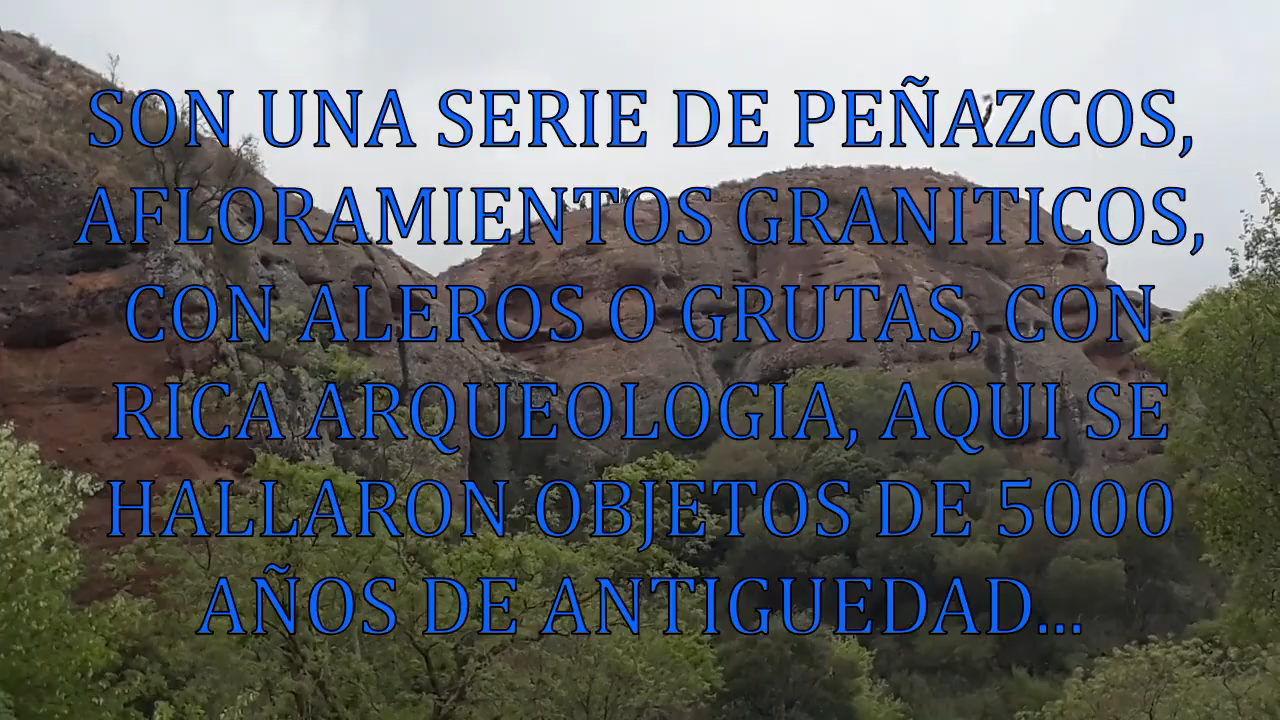 SON UNA SERIE DE PEÑAZCOS,
AFLORAMIENTOS GRANITICOS,
CON ALEROS O GRUTAS, CON
RICA ARQUEOLOGIA, AQUI SE
HALLARON OBJETOS DE 5000
AÑOS DE ANTIGUEDAD...